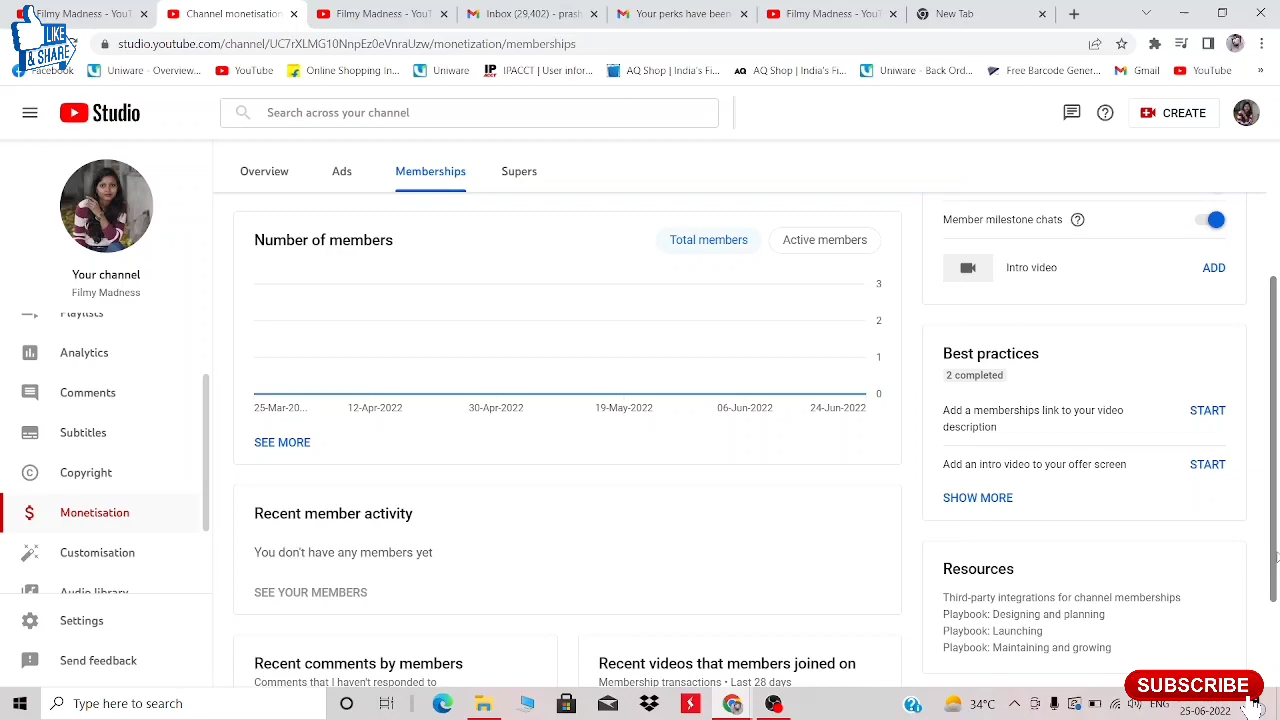 LIKE
& SHARE
Filmy Madness - YouT
Channel monetisation
Filmy Madness - YouT
Inbox (29,402) - prash
Your perks have
Filmless - You
New Tab
studio.youtube.com/channel/UC7rXLMG10NnpEz0eVnraUzw/monetization/memberships
Facebook
Uniware - Overview...
YouTube
Online Shopping...
Uniware
IPACCT | User infor...
AQ Shop | India's Fi...
AQ Shop | India's Fi...
Uniware - Back Ord...
Free Barcode Gener...
Gmail
YouTube
»
Studio
Search across your channel
CREATE
Your channel
Filmy Madness
Playlists
Analytics
Comments
Subtitles
Copyright
Monetisation
Customisation
Audio library
Settings
Send feedback
Overview
Ads
Memberships
Supers
Number of members
Total members
Active members
3
2
1
0
25-Mar-20...
12-Apr-2022
30-Apr-2022
19-May-2022
06-Jun-2022
24-Jun-2022
SEE MORE
Recent member activity
You don't have any members yet
SEE YOUR MEMBERS
Recent comments by members
Comments that I haven't responded to
Recent videos that members joined on
Membership transactions • Last 28 days
Member milestone chats
Intro video
ADD
Best practices
2 completed
Add a memberships link to your video
description
START
Add an intro video to your offer screen
START
SHOW MORE
Resources
Third-party integrations for channel memberships
Playbook: Designing and planning
Playbook: Launching
Playbook: Maintaining and growing
SUBSCRIBE
Type here to search
34°C
25-06-2022